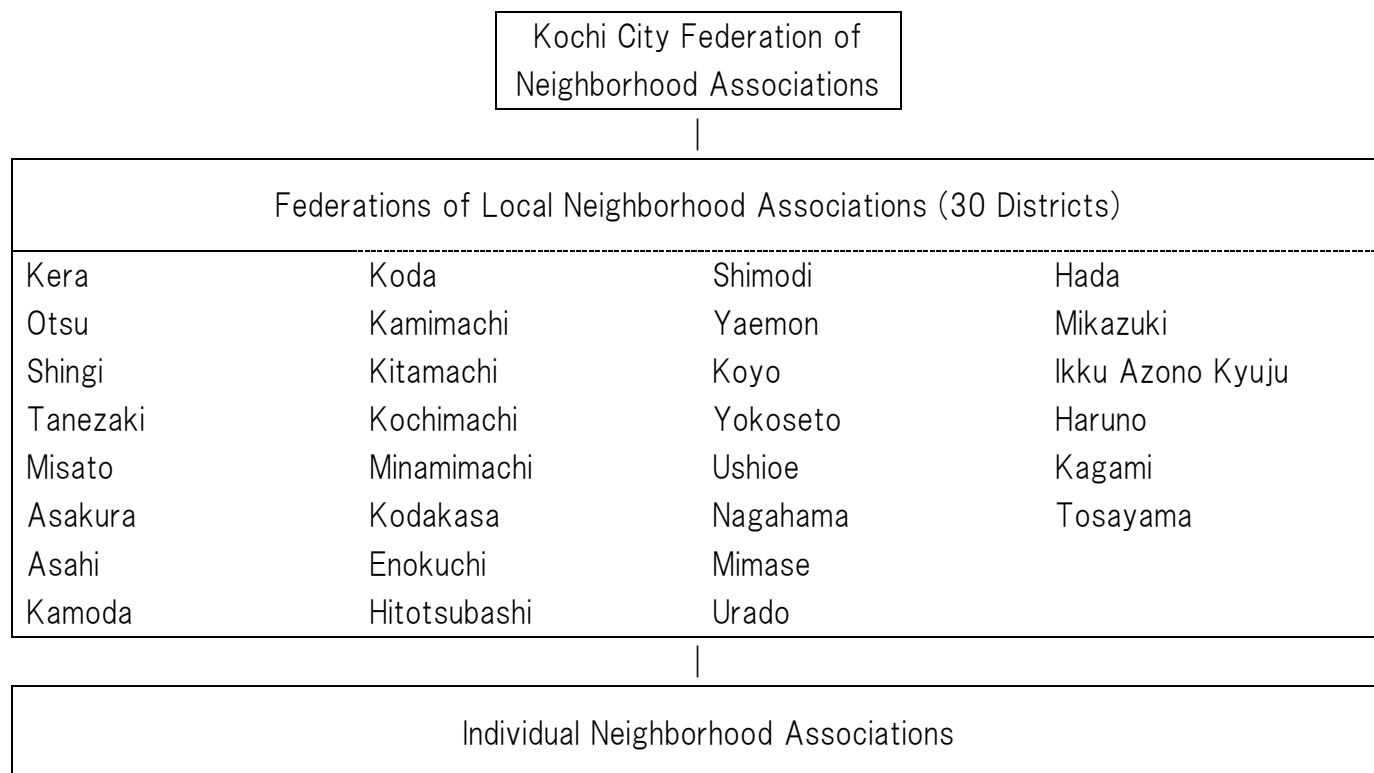 Kochi City Federation of
Neighborhood Associations
Federations of Local Neighborhood Associations (30 Districts)
Kera Koda Shimodi Hada
Otsu Kamimachi Yaemon Mikazuki
Shingi Kitamachi Koyo Ikku Azono Kyuju
Tanezaki Kochimachi Yokoseto Haruno
Misato Minamimachi Ushioe Kagami
Asakura Kodakasa Nagahama Tosayama
Asahi Enokuchi Mimase
Kamoda Hitotsubashi Urado
Individual Neighborhood Associations